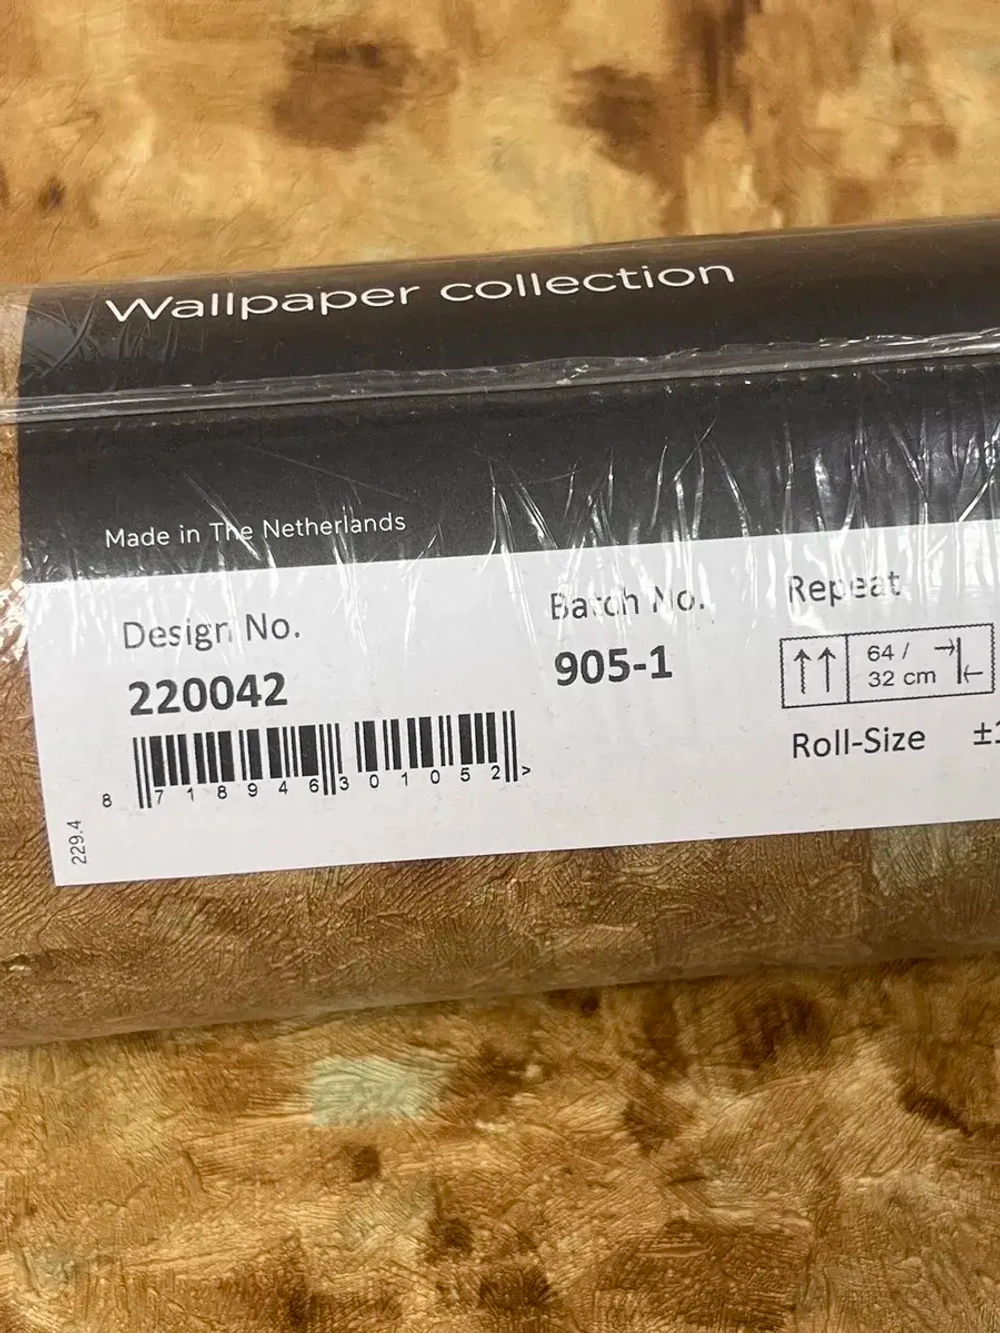 Wallpaper collection
Made in The Netherlands
Design No.
220042
Batch No.
905-1
Repeat
64 /
32 cm
Roll-Size ±
8 718946 301052 >
229.4